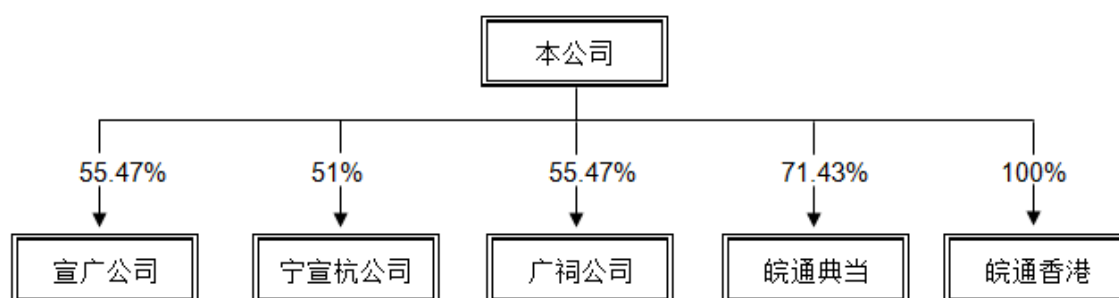 本公司
55.47%
51%
55.47%
71.43%
100%
宣广公司
宁宣杭公司
广祠公司
皖通典当
皖通香港